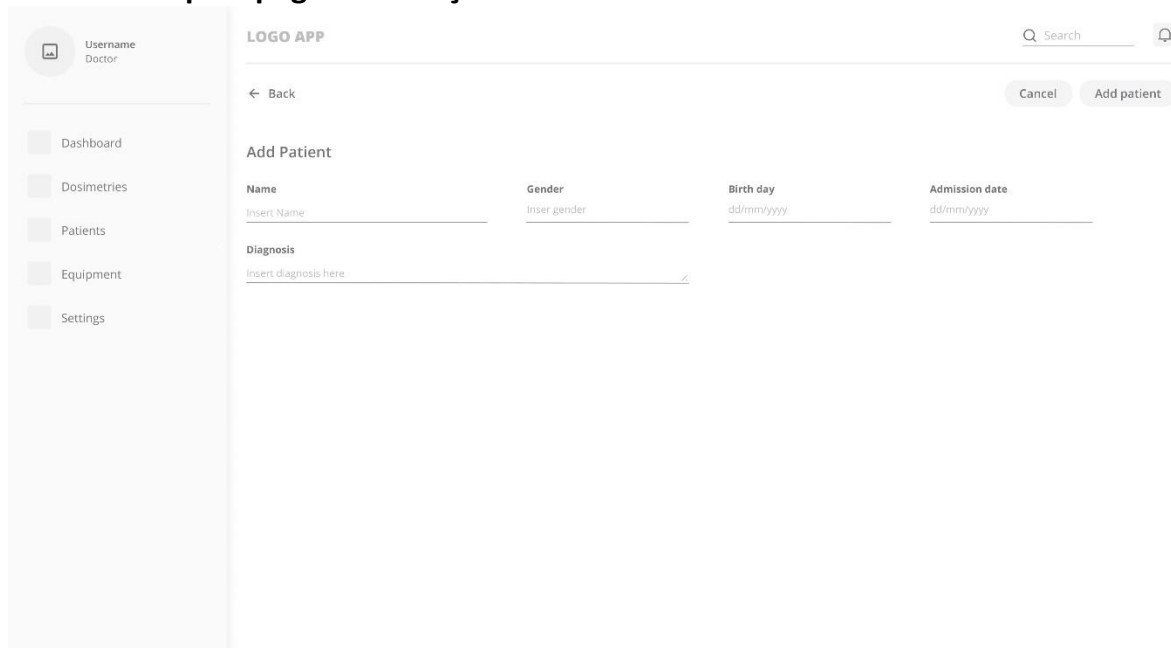 Username
Doctor
LOGO APP
Search
Back
Cancel
Add patient
Dashboard
Dosimetries
Patients
Equipment
Settings
Add Patient
Name
Gender
Birth day
Admission date
Insert Name
Inser gender
dd/mm/yyyy
dd/mm/yyyy
Diagnosis
Insert diagnosis here